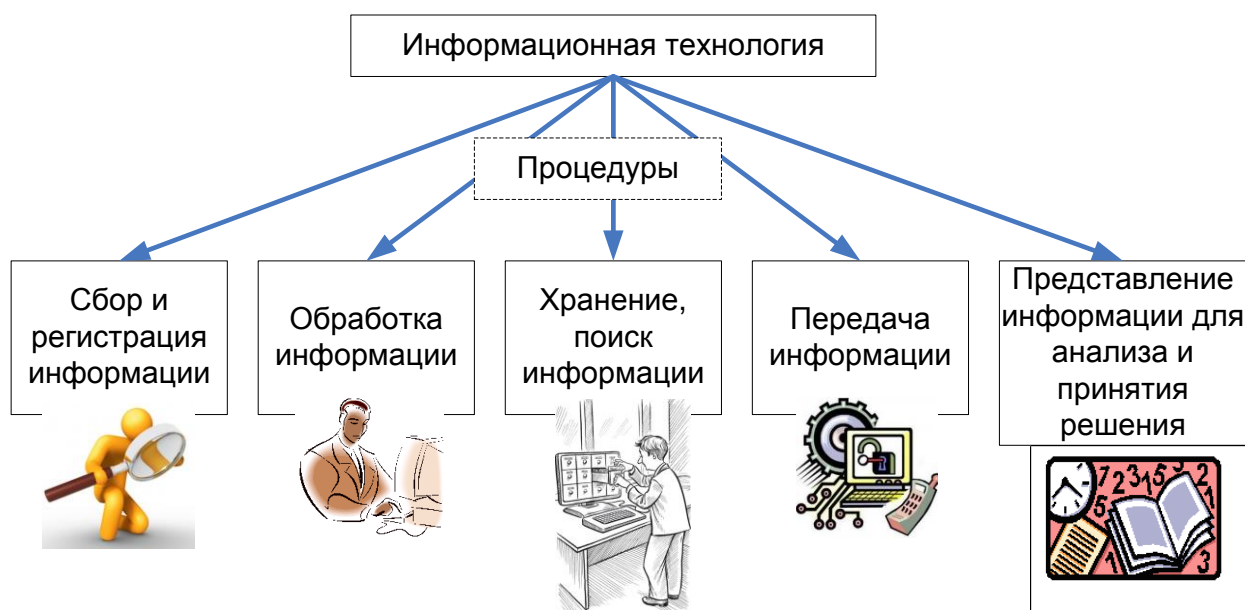 Информационная технология
Процедуры
Сбор и
регистрация
информации
Обработка
информации
Хранение,
поиск
информации
Передача
информации
Представление
информации для
анализа и
принятия
решения